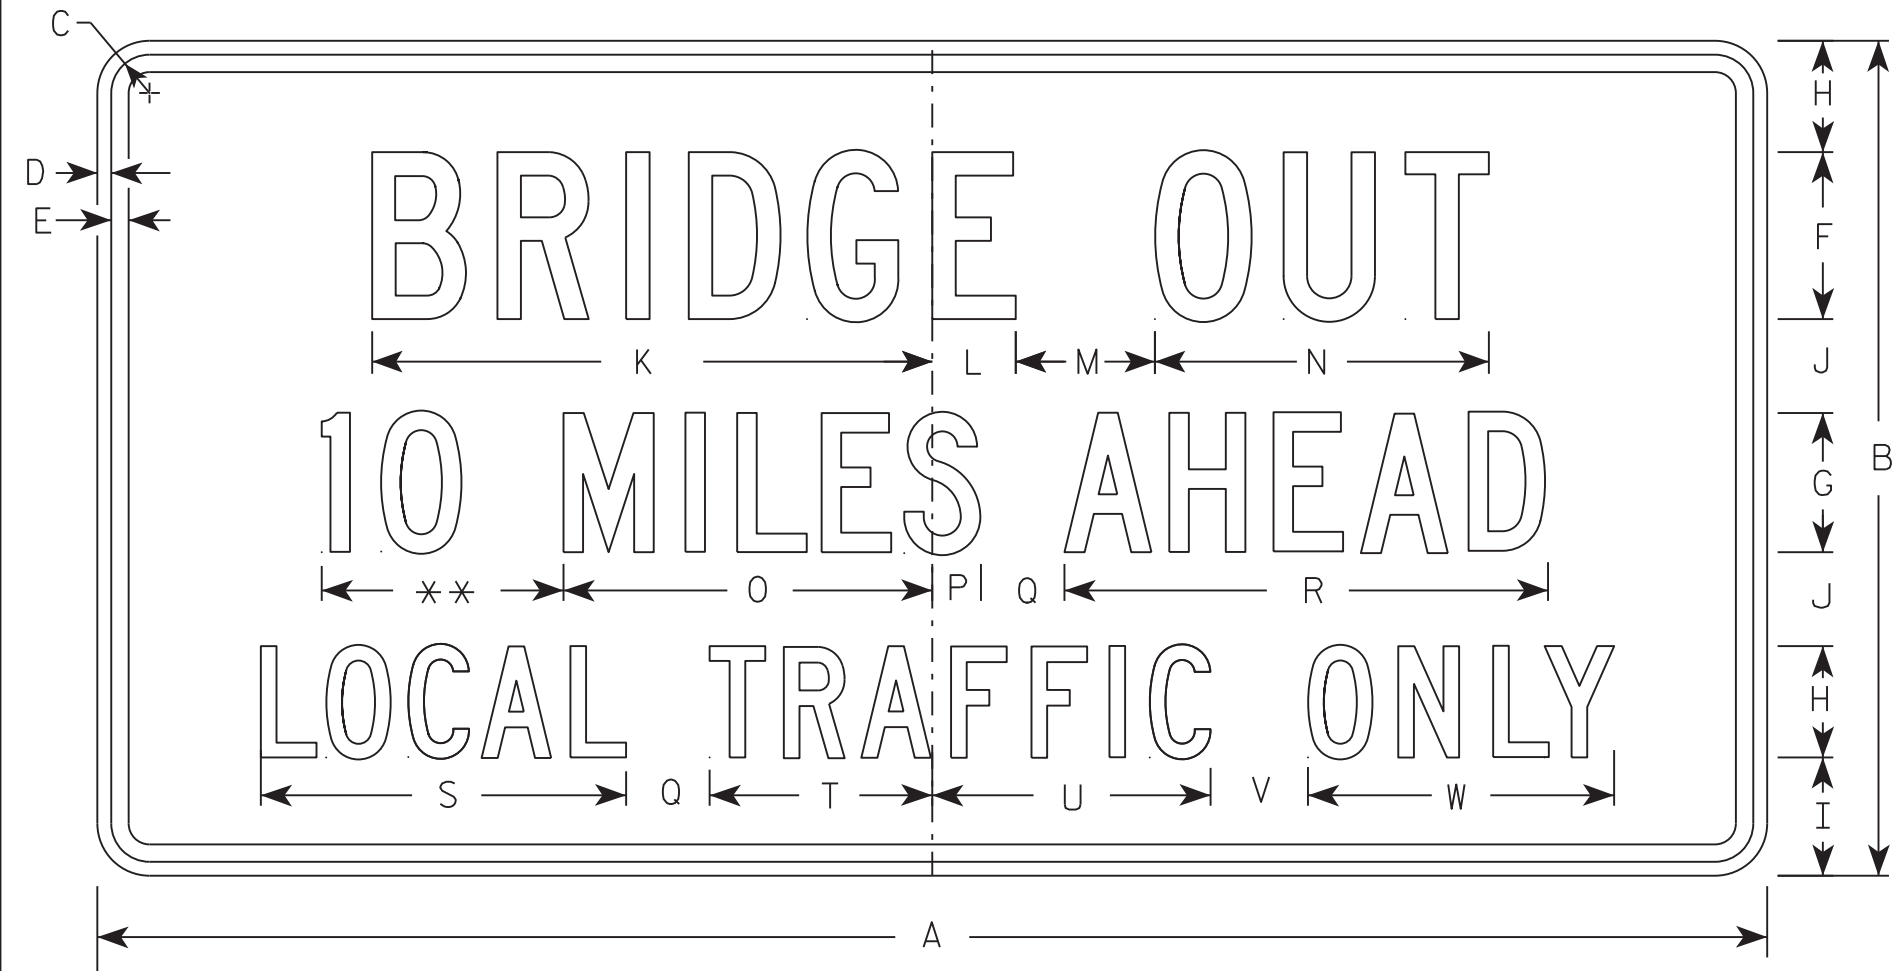 C
H
D
E
BRIDGE OUT
F
K L M N
J
10 MILES AHEAD
G
B
** O P Q R
J
LOCAL TRAFFIC ONLY
H
S Q T U V W
I
A